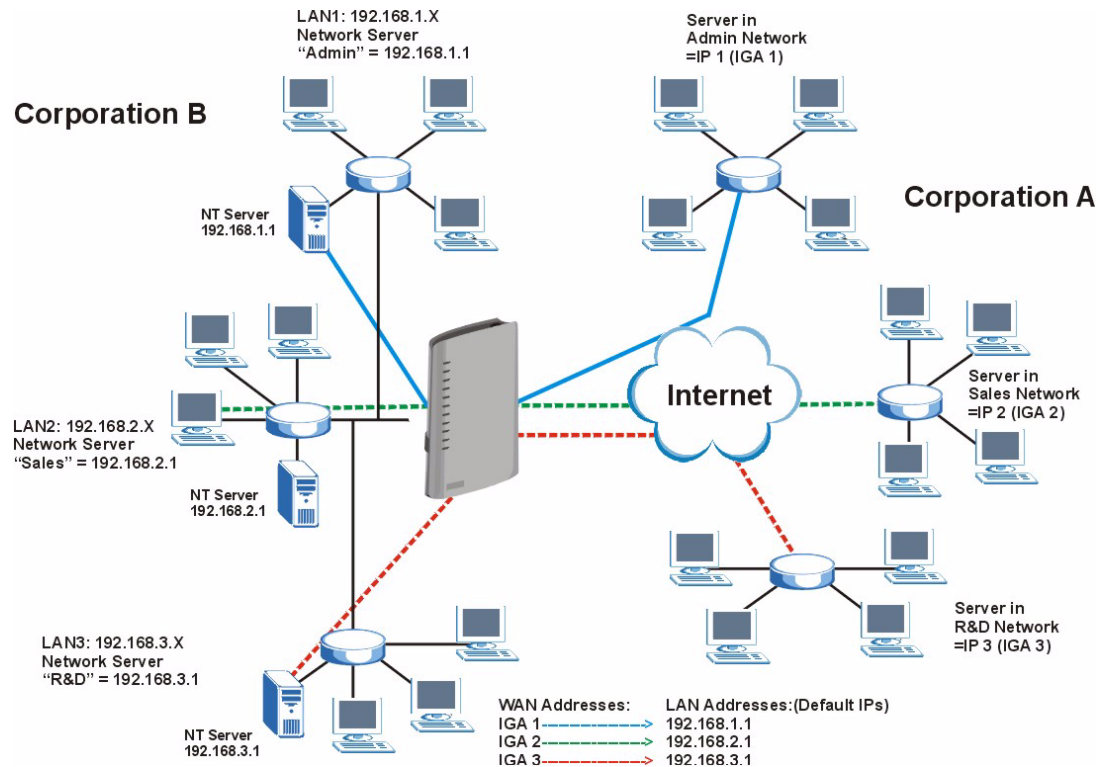 LAN1: 192.168.1.X
Network Server
“Admin” = 192.168.1.1
Server in
Admin Network
=IP 1 (IGA 1)
Corporation B
Corporation A
NT Server
192.168.1.1
Internet
Server in
Sales Network
=IP 2 (IGA 2)
LAN2: 192.168.2.X
Network Server
“Sales” = 192.168.2.1
NT Server
192.168.2.1
LAN3: 192.168.3.X
Network Server
“R&D” = 192.168.3.1
Server in
R&D Network
=IP 3 (IGA 3)
NT Server
192.168.3.1
WAN Addresses: LAN Addresses:(Default IPs)
IGA 1 192.168.1.1
IGA 2 192.168.2.1
IGA 3 192.168.3.1